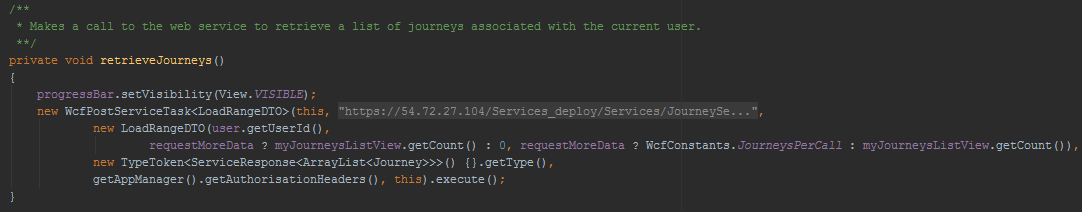 /**
 * Makes a call to the web service to retrieve a list of journeys associated with the current user.
 **/
private void retrieveJourneys()
{
    progressBar.setVisibility(View.VISIBLE);
    new WcfPostServiceTask<LoadRangeDTO>(this, "https://54.72.27.104/Services_deploy/Services/JourneySe...",
            new LoadRangeDTO(user.getUserId(),
                    requestMoreData ? myJourneysListView.getCount() : 0, requestMoreData ? WcfConstants.JourneysPerCall : myJourneysListView.getCount()),
            new TypeToken<ServiceResponse<ArrayList<Journey>>>() {}.getType(),
            getAppManager().getAuthorisationHeaders(), this).execute();
}